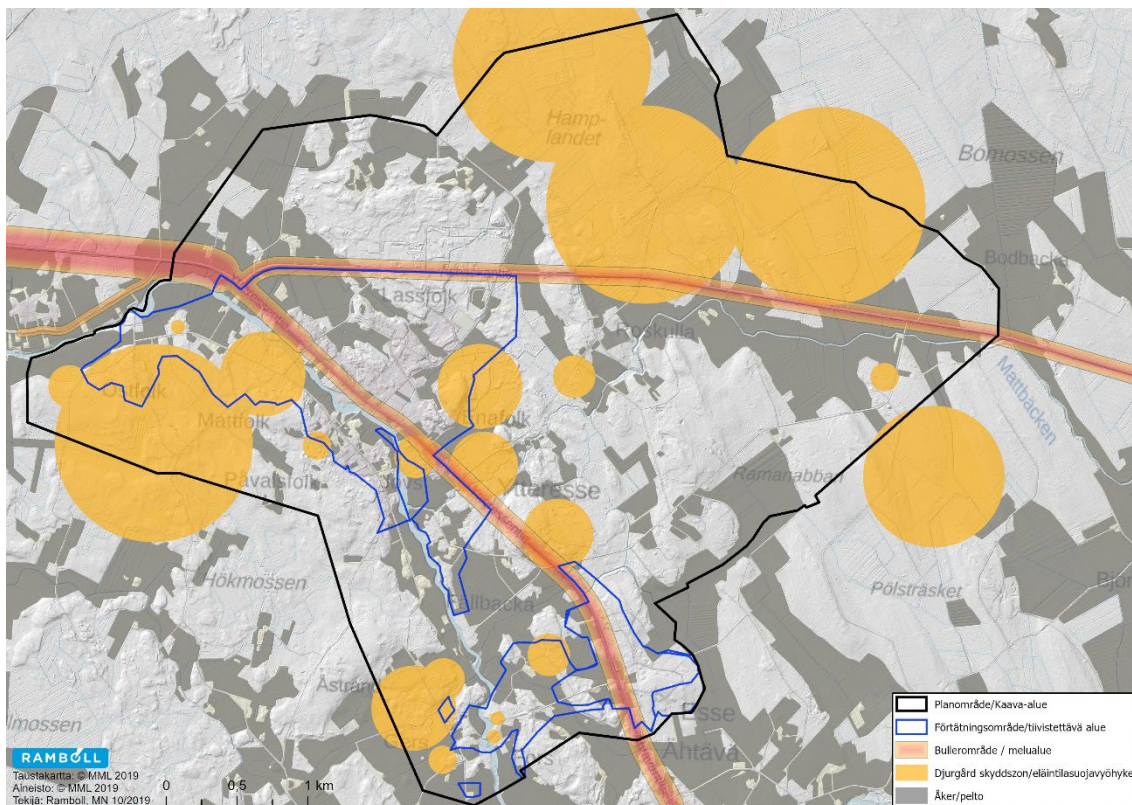 Hamp-
landet
Bomossen
Bodbacka
Lassfolk
Roskulla
Mattbäcken
Östfolk
Mattfolk
Påvalsfolk
Ytteresse
Ramanabban
Hökmossen
Pölsträsket
Fällbacka
Esse
Ähtävä
RAMBOLL
Taustakartta: © MML 2019
Aineisto: © MML 2019
Tekijä: Ramboll, MN 10/2019
0 0,5 1 km
Planområde/Kaava-alue
Förtätningsområde/tiivistettävä alue
Bullerområde / melualue
Djurgård skyddszon/eläintilasuojavyöhyke
Åker/pelto